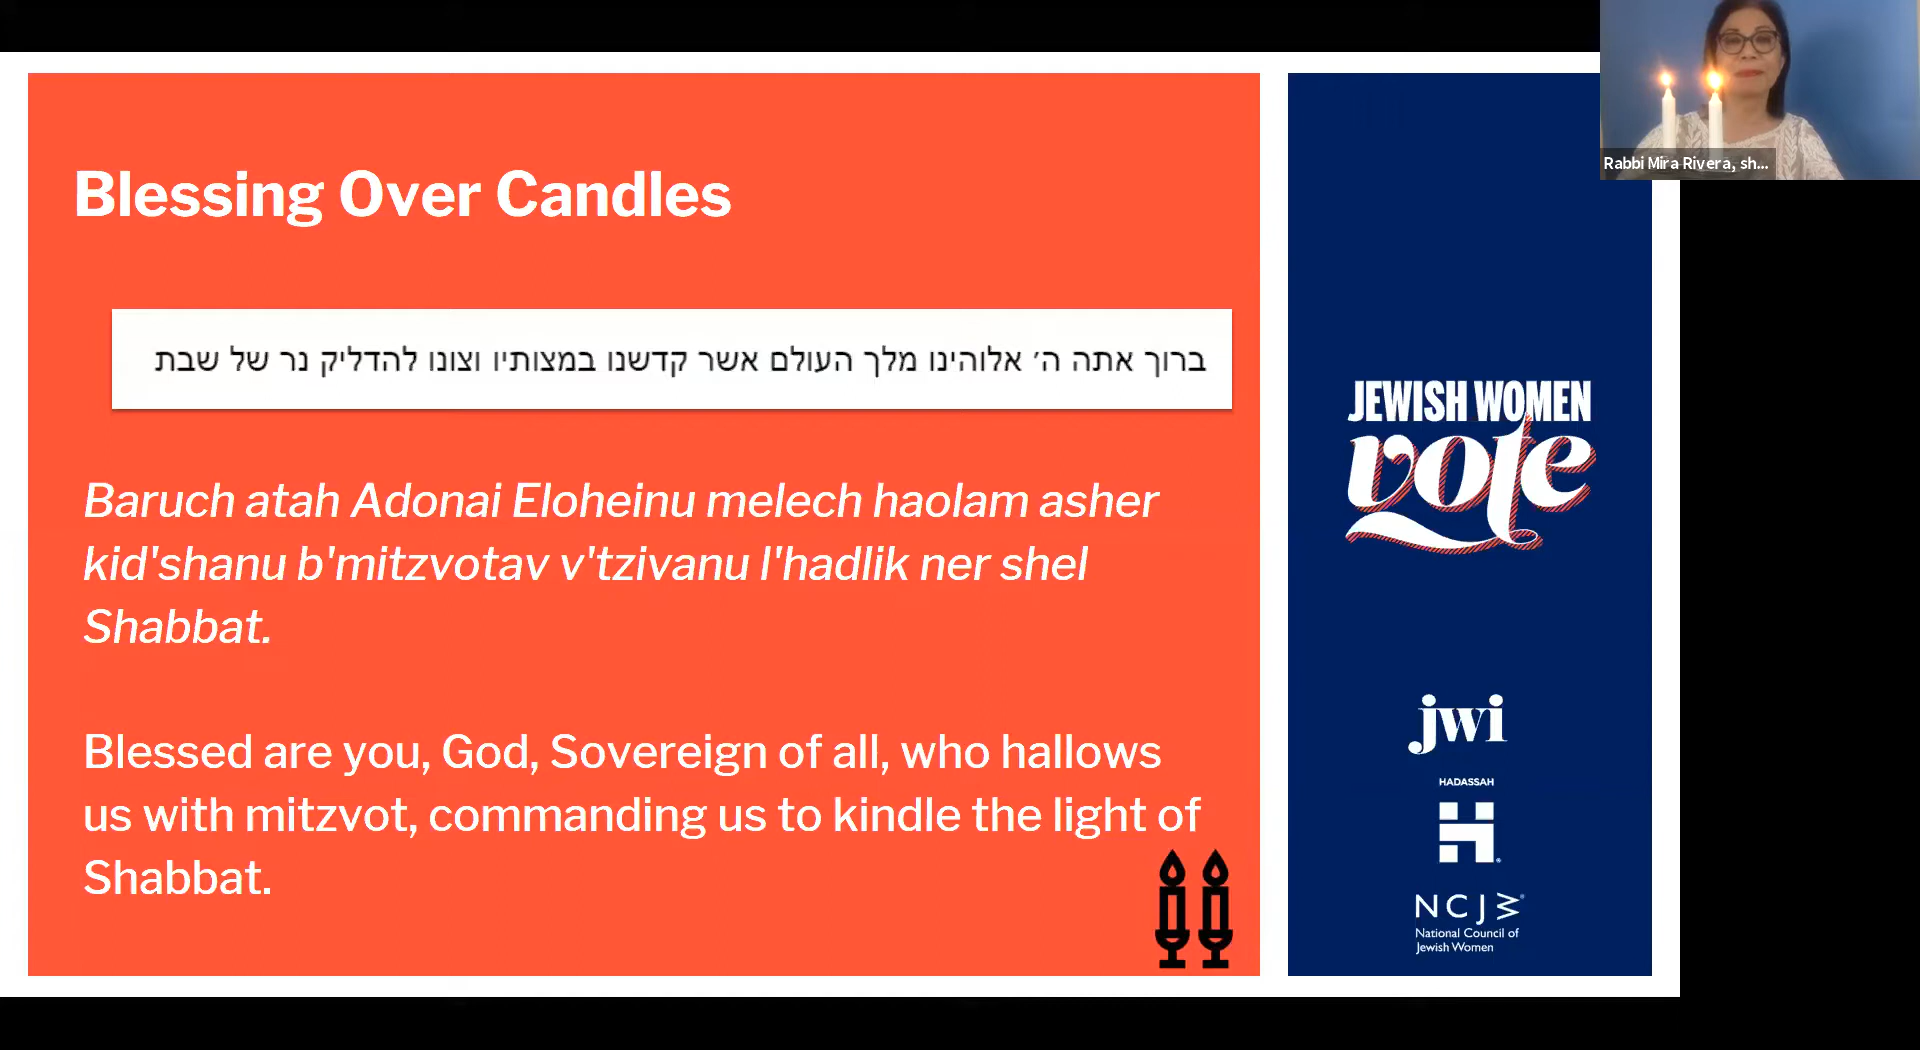 Blessing Over Candles
ברוך אתה ה׳ אלוהינו מלך העולם אשר קדשנו במצותיו וצונו להדליק נר של שבת
Baruch atah Adonai Eloheinu melech haolam asher
kid'shanu b'mitzvotav v'tzivanu l'hadlik ner shel
Shabbat.
Blessed are you, God, Sovereign of all, who hallows
us with mitzvot, commanding us to kindle the light of
Shabbat.
Rabbi Mira Rivera, sh...
JEWISH WOMEN
vote
jwi
HADASSAH
H®
NCJW®
National Council of
Jewish Women